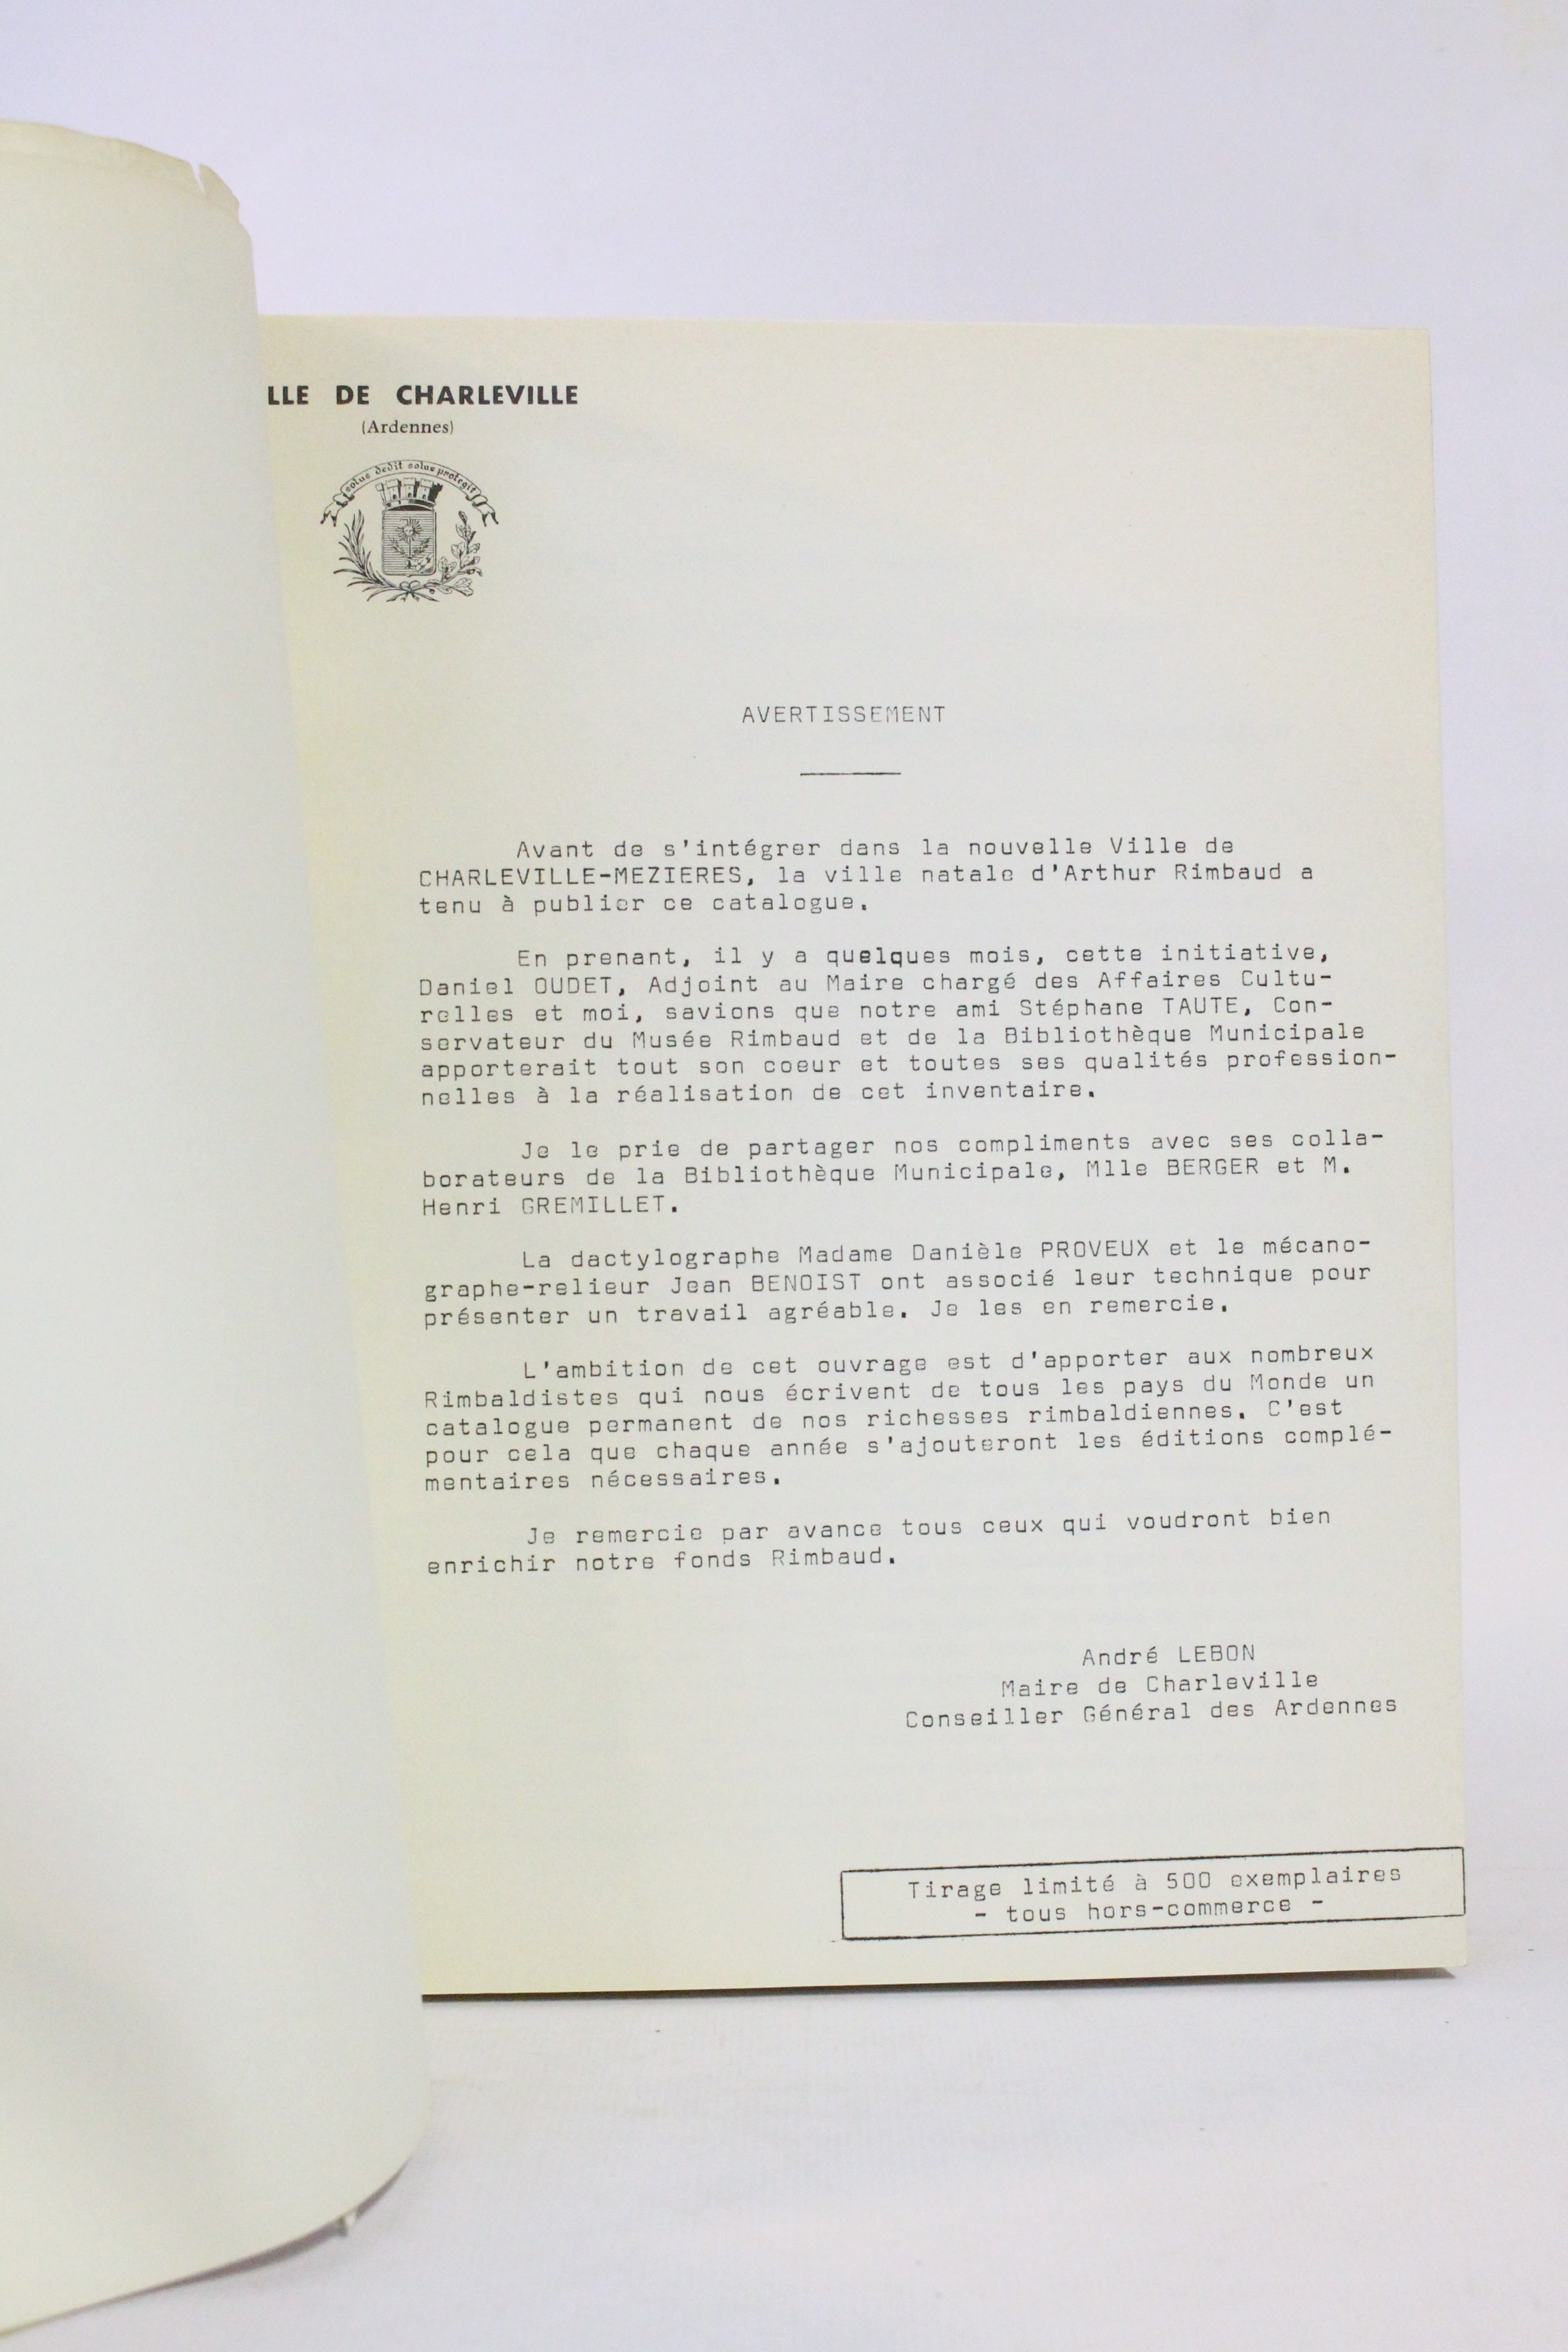 LLE DE CHARLEVILLE
(Ardennes)
solus dedit solus protegit
AVERTISSEMENT
Avant de s'intégrer dans la nouvelle Ville de
CHARLEVILLE-MEZIERES, la ville natale d'Arthur Rimbaud a
tenu à publier ce catalogue.
En prenant, il y a quelques mois, cette initiative,
Daniel OUDET, Adjoint au Maire chargé des Affaires Cultu-
relles et moi, savions que notre ami Stéphane TAUTE, Con-
servateur du Musée Rimbaud et de la Bibliothèque Municipale
apporterait tout son coeur et toutes ses qualités profession-
nelles à la réalisation de cet inventaire.
Je le prie de partager nos compliments avec ses colla-
borateurs de la Bibliothèque Municipale, Mlle BERGER et M.
Henri GREMILLET.
La dactylographe Madame Danièle PROVEUX et le mécano-
graphe-relieur Jean BENOIST ont associé leur technique pour
présenter un travail agréable. Je les en remercie.
L'ambition de cet ouvrage est d'apporter aux nombreux
Rimbaldistes qui nous écrivent de tous les pays du Monde un
catalogue permanent de nos richesses rimbaldiennes. C'est
pour cela que chaque année s'ajouteront les éditions complé-
mentaires nécessaires.
Je remercie par avance tous ceux qui voudront bien
enrichir notre fonds Rimbaud.
André LEBON
Maire de Charleville
Conseiller Général des Ardennes
Tirage limité à 500 exemplaires
- tous hors-commerce -